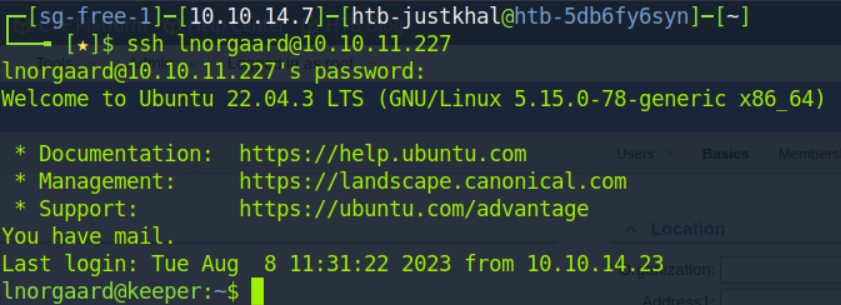 [sg-free-1]─[10.10.14.7]─[htb-justkhal@htb-5db6fy6syn]─[~]
[★]$ ssh lnorgaard@10.10.11.227
lnorgaard@10.10.11.227's password:
Welcome to Ubuntu 22.04.3 LTS (GNU/Linux 5.15.0-78-generic x86_64)
* Documentation:  https://help.ubuntu.com
Users Basics Members
* Management:     https://landscape.canonical.com
* Support:        https://ubuntu.com/advantage
You have mail.
Location
Last login: Tue Aug  8 11:31:22 2023 from 10.10.14.23
Organization:
lnorgaard@keeper:~$
Address1: